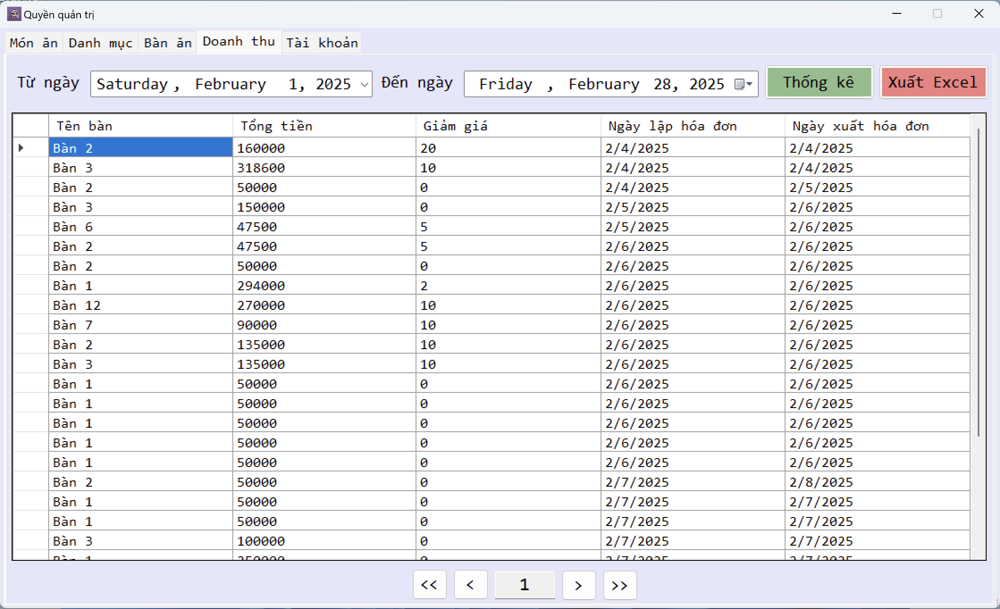 Quyền quản trị
Món ăn Danh mục Bàn ăn Doanh thu Tài khoản
Từ ngày Saturday , February 1, 2025 Đến ngày Friday , February 28, 2025 Thống kê Xuất Excel
Tên bàn Tổng tiền Giảm giá Ngày lập hóa đơn Ngày xuất hóa đơn
Bàn 2 160000 20 2/4/2025 2/4/2025
Bàn 3 318600 10 2/4/2025 2/4/2025
Bàn 2 50000 0 2/4/2025 2/5/2025
Bàn 3 150000 0 2/5/2025 2/6/2025
Bàn 6 47500 5 2/5/2025 2/6/2025
Bàn 2 47500 5 2/6/2025 2/6/2025
Bàn 2 50000 0 2/6/2025 2/6/2025
Bàn 1 294000 2 2/6/2025 2/6/2025
Bàn 12 270000 10 2/6/2025 2/6/2025
Bàn 7 90000 10 2/6/2025 2/6/2025
Bàn 2 135000 10 2/6/2025 2/6/2025
Bàn 3 135000 10 2/6/2025 2/6/2025
Bàn 1 50000 0 2/6/2025 2/6/2025
Bàn 1 50000 0 2/6/2025 2/6/2025
Bàn 1 50000 0 2/6/2025 2/6/2025
Bàn 1 50000 0 2/6/2025 2/6/2025
Bàn 1 50000 0 2/6/2025 2/6/2025
Bàn 2 50000 0 2/7/2025 2/8/2025
Bàn 1 50000 0 2/7/2025 2/7/2025
Bàn 1 50000 0 2/7/2025 2/7/2025
Bàn 3 100000 0 2/7/2025 2/7/2025
<< < 1 > >>